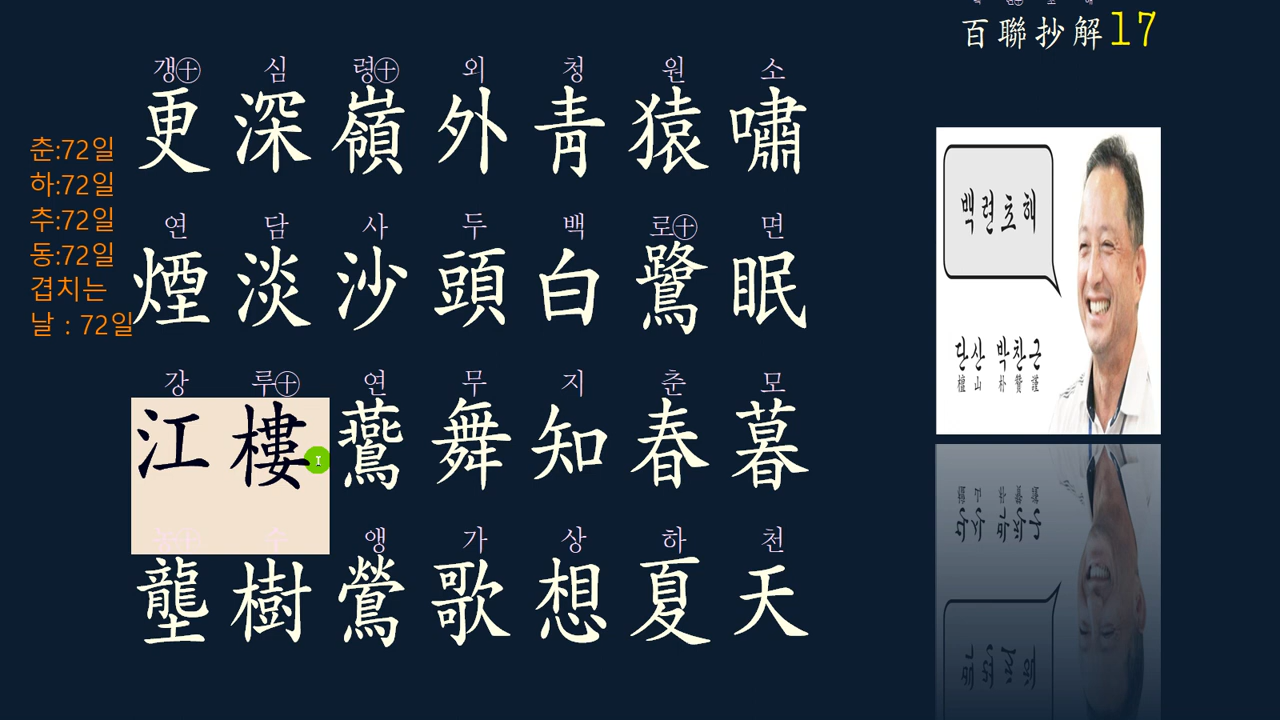 百聯抄解17
갱㊉ 심 령㊉ 외 청 원 소
更深嶺外青猿嘯
연 담 사 두 백 로㊉ 면
煙淡沙頭白鷺眠
강 루㊉ 연 무 지 춘 모
江樓鷰舞知春暮
수 앵 가 상 하 천
壟樹鶯歌想夏天
춘:72일
하:72일
추:72일
동:72일
겹치는
날 : 72일
백련초해
단산 박찬근
檀山 朴贊謹